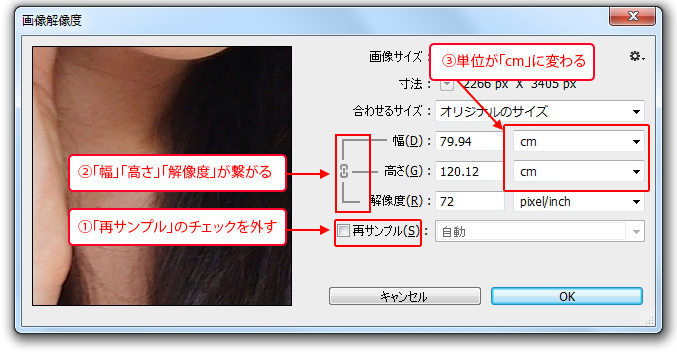 画像解像度
画像サイズ:
③単位が「cm」に変わる
寸法: 2266 px X 3405 px
合わせるサイズ: オリジナルのサイズ
幅(D): 79.94 cm
②「幅」「高さ」「解像度」が繋がる
高さ(G): 120.12 cm
解像度(R): 72 pixel/inch
①「再サンプル」のチェックを外す
再サンプル(S): 自動
キャンセル OK